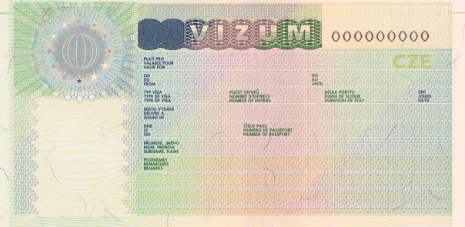 VIZUM 000000000
CZE
PLATÍ PRO
VALABLE POUR
VALID FOR
OD DO
DU AU
FROM UNTIL
TYP VÍZA POČET VSTUPŮ DÉLKA POBYTU DNÍ
TYPE DE VISA NOMBRE D'ENTRÉES DURÉE DE SÉJOUR JOURS
TYPE OF VISA NUMBER OF ENTRIES DURATION OF STAY DAYS
MÍSTO VYDÁNÍ
DÉLIVRÉ À
ISSUED IN
DNE ČÍSLO PASU
LE NUMÉRO DE PASSEPORT
ON NUMBER OF PASSPORT
PŘÍJMENÍ, JMÉNO
NOM, PRÉNOM
SURNAME, NAME
POZNÁMKY
REMARQUES
REMARKS